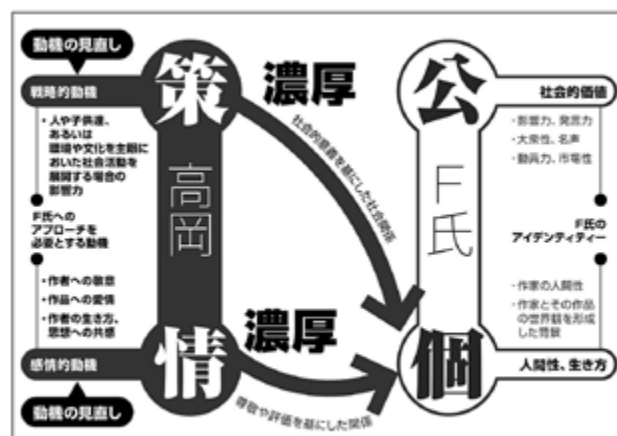 動機の見直し
戦略的動機
・人や子供達、
あるいは
環境や文化を主眼に
おいた社会活動を
展開する場合の
影響力
F氏への
アプローチを
必要とする動機
・作者への敬意
・作品への愛情
・作者の生き方、
思想への共感
感情的動機
動機の見直し
策
高岡
情
濃厚
社会的意義を基にした社会関係
濃厚
尊敬や評価を基にした関係
公
F氏
個
社会的価値
・影響力、発言力
・大衆性、名声
・動員力、市場性
F氏の
アイデンティティー
・作家の人間性
・作家とその作品
の世界観を形成
した背景
人間性、生き方